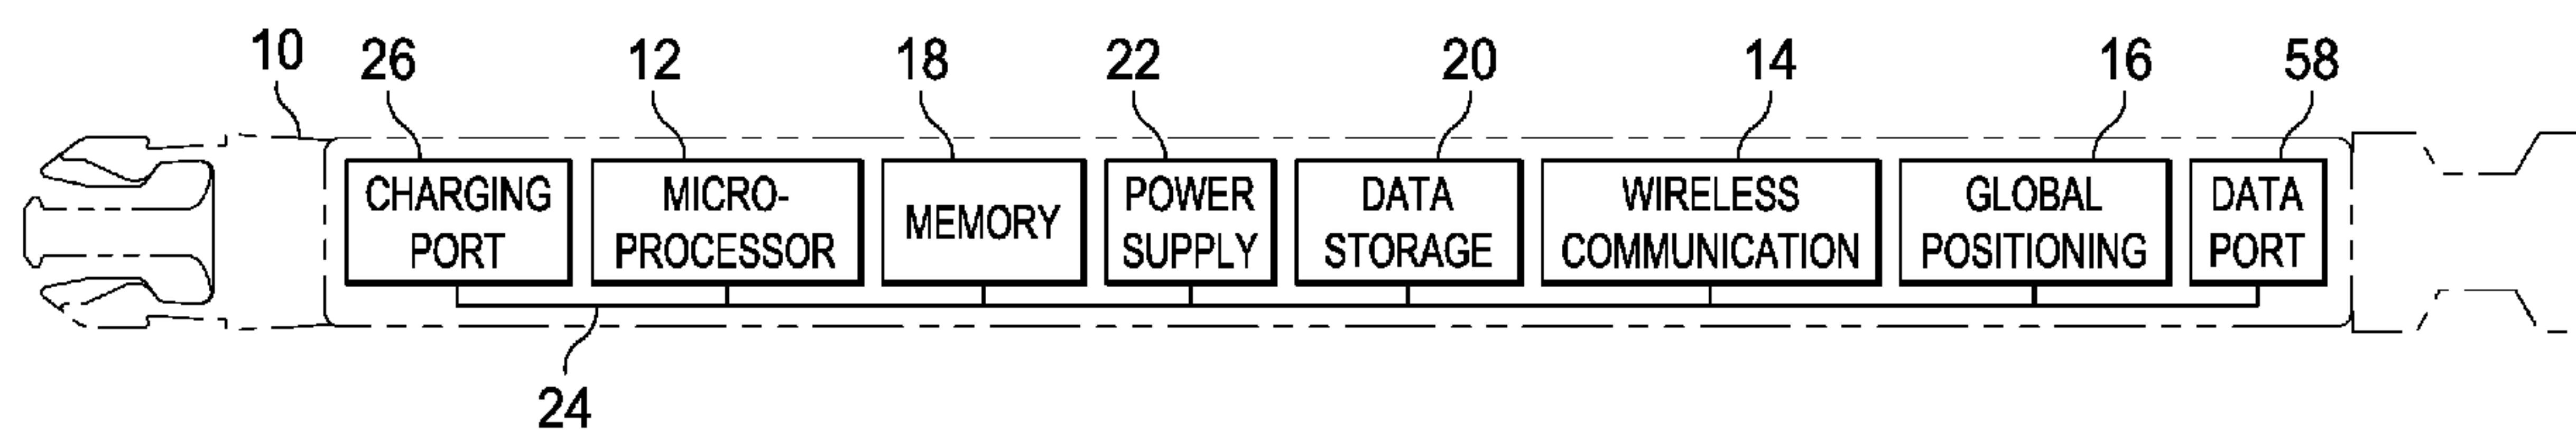 10 26 12 18 22 20 14 16 58
CHARGING MICRO- MEMORY POWER DATA WIRELESS GLOBAL DATA
PORT PROCESSOR SUPPLY STORAGE COMMUNICATION POSITIONING PORT
24